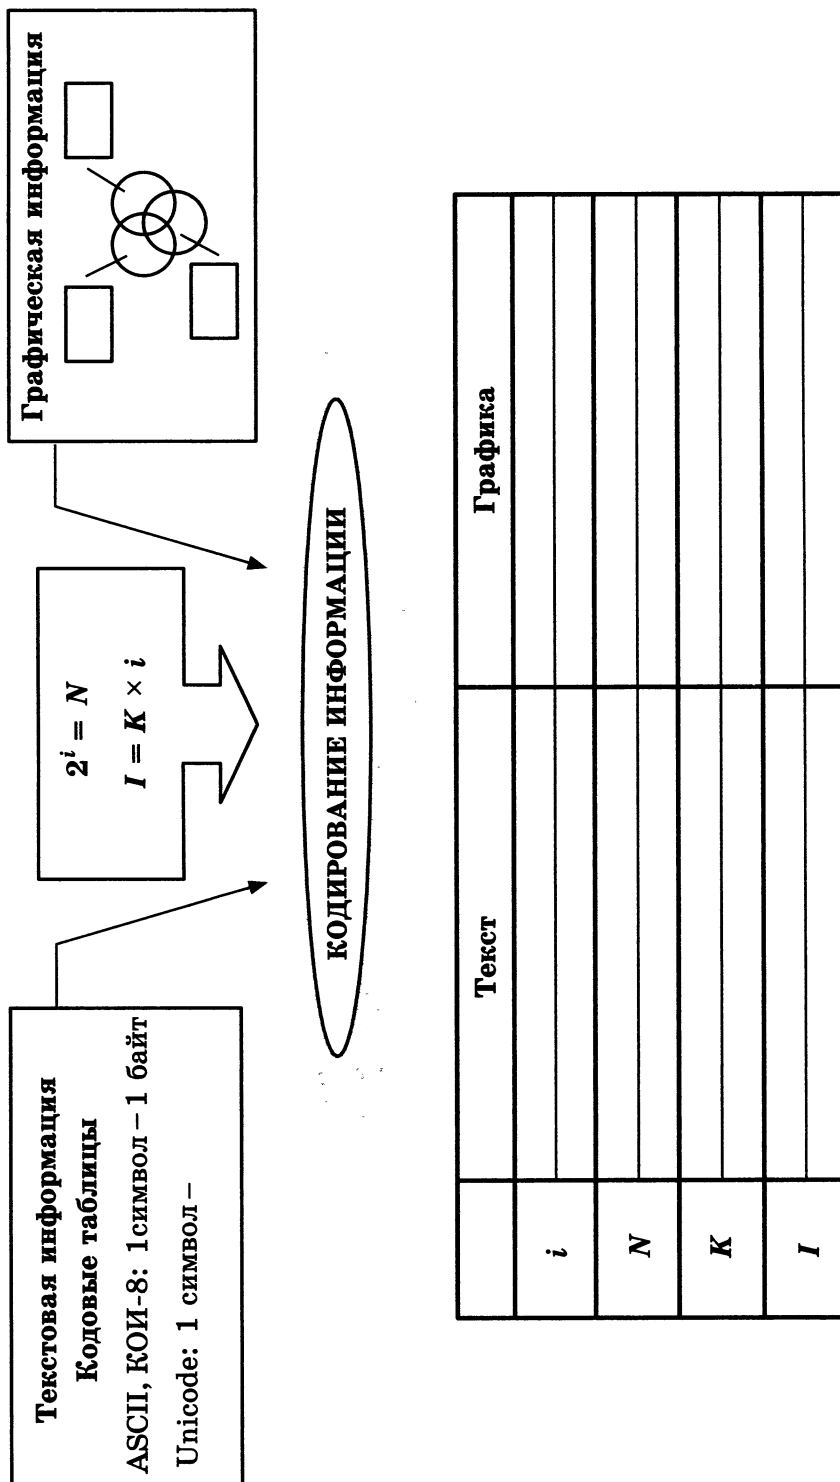 Текстовая информация
Кодовые таблицы
ASCII, КОИ-8: 1символ – 1 байт
Unicode: 1 символ –
2^i = N
I = K × i
Графическая информация
КОДИРОВАНИЕ ИНФОРМАЦИИ
Текст Графика
i
N
K
I